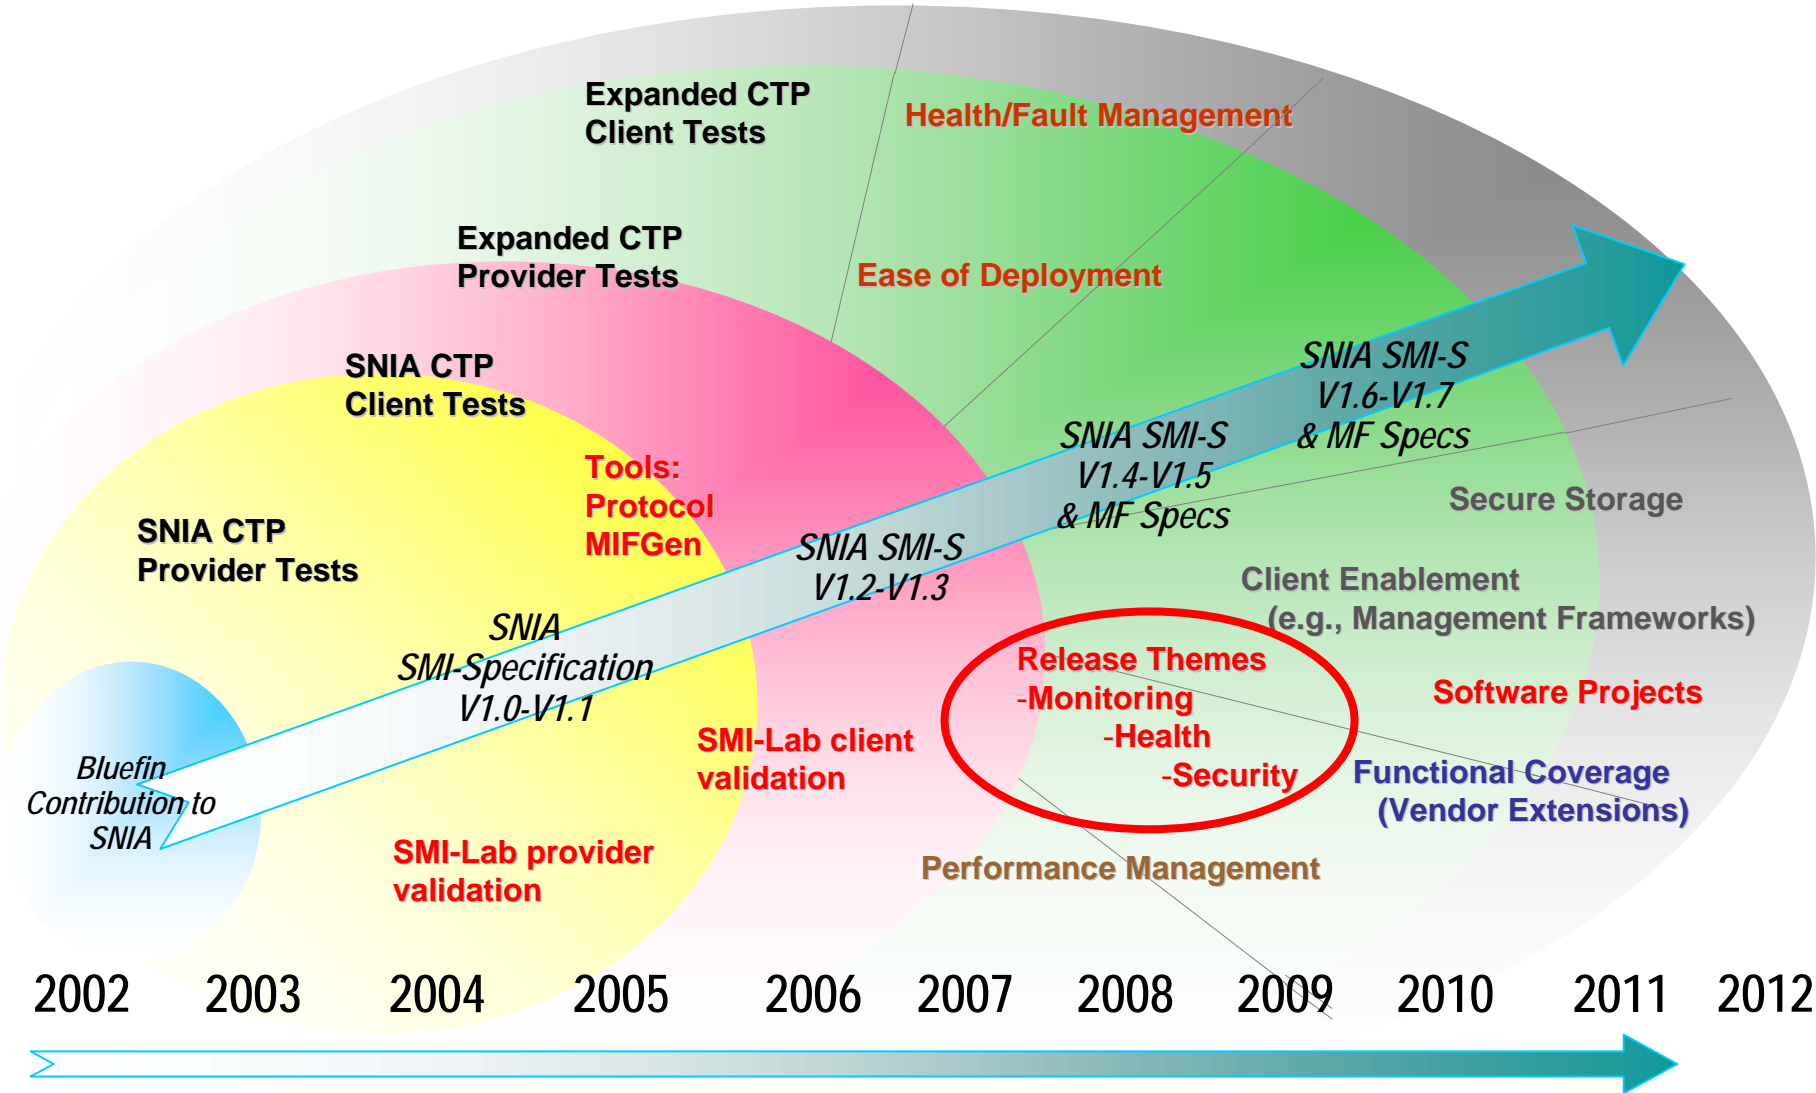 Expanded CTP
Client Tests
Health/Fault Management
Expanded CTP
Provider Tests
Ease of Deployment
SNIA CTP
Client Tests
SNIA SMI-S
V1.6-V1.7
& MF Specs
SNIA SMI-S
V1.4-V1.5
& MF Specs
Tools:
Protocol
MIFGen
Secure Storage
SNIA CTP
Provider Tests
SNIA SMI-S
V1.2-V1.3
Client Enablement
(e.g., Management Frameworks)
SNIA
SMI-Specification
V1.0-V1.1
Release Themes
-Monitoring
-Health
-Security
Software Projects
SMI-Lab client
validation
Bluefin
Contribution to
SNIA
Functional Coverage
(Vendor Extensions)
SMI-Lab provider
validation
Performance Management
2002 2003 2004 2005 2006 2007 2008 2009 2010 2011 2012